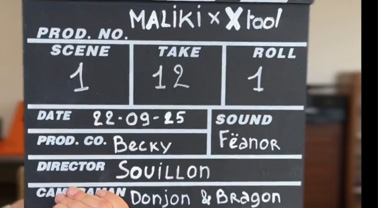 PROD. NO. MALIKI x Xtool
SCENE TAKE ROLL
1 12 1
DATE 22-09-25 SOUND
PROD. CO. BECKY Fëanor
DIRECTOR SOUILLON
CAMERAMAN Donjon & BRAGON